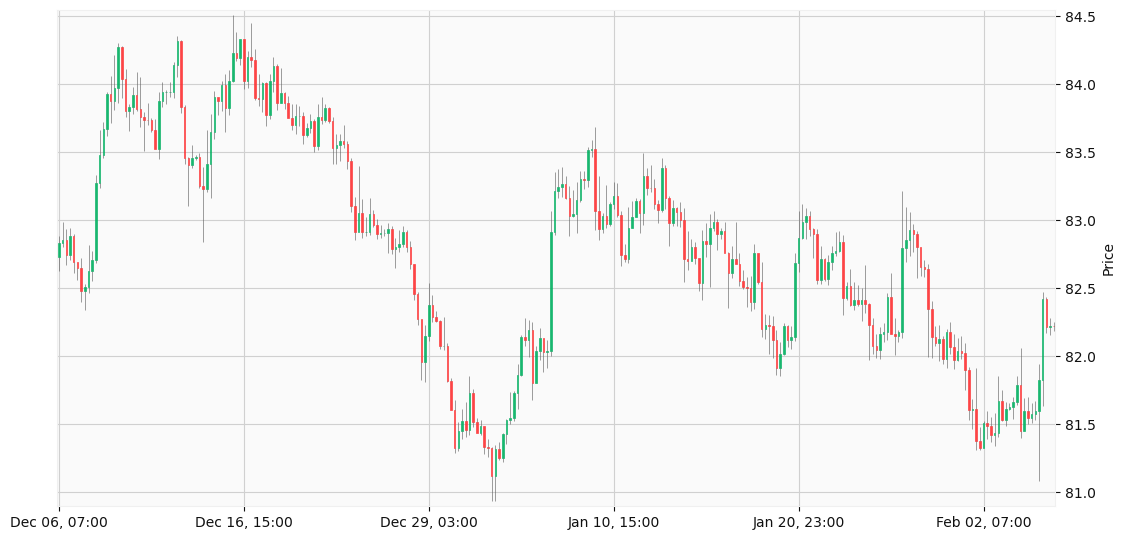 84.5
84.0
83.5
83.0
82.5
82.0
81.5
81.0
Price
Dec 06, 07:00
Dec 16, 15:00
Dec 29, 03:00
Jan 10, 15:00
Jan 20, 23:00
Feb 02, 07:00